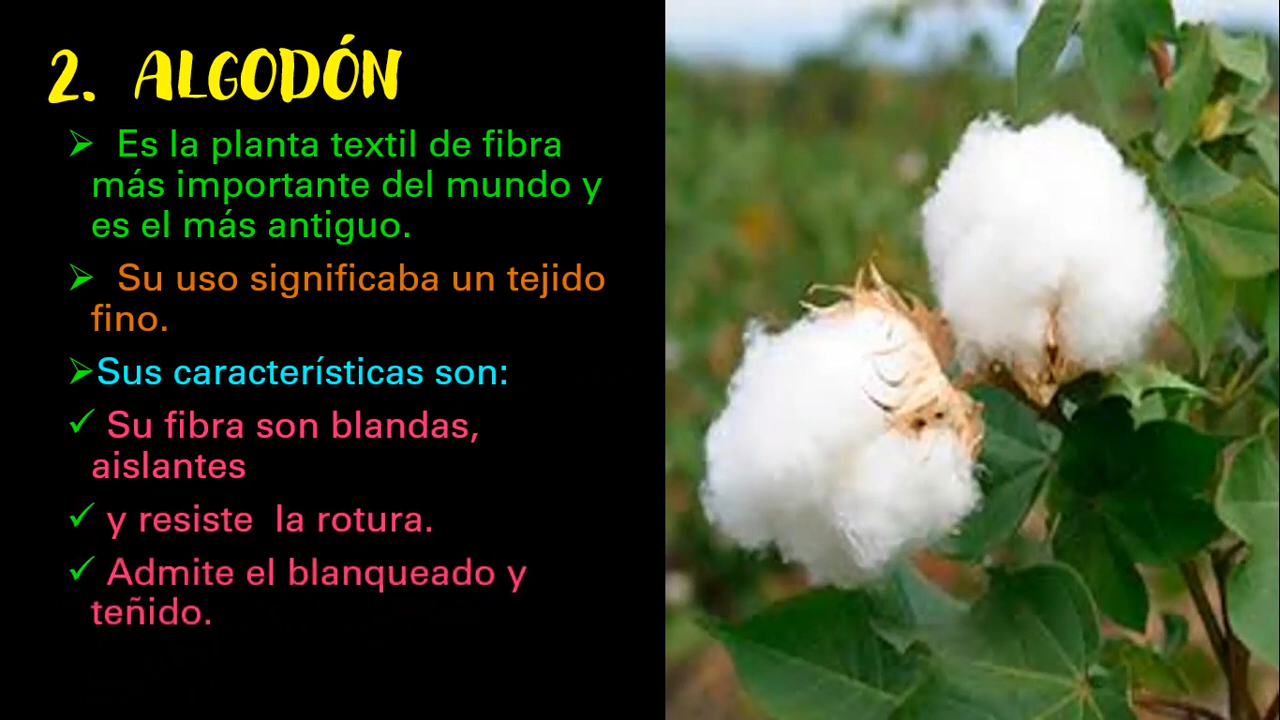 2. ALGODÓN
➢ Es la planta textil de fibra
más importante del mundo y
es el más antiguo.
➢ Su uso significaba un tejido
fino.
➢Sus características son:
✓ Su fibra son blandas,
aislantes
✓ y resiste la rotura.
✓ Admite el blanqueado y
teñido.